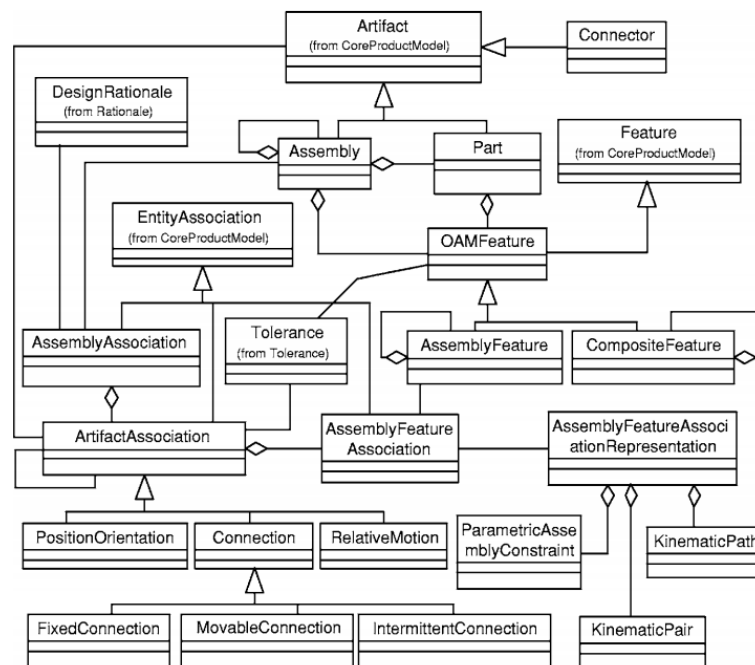 Artifact
(from CoreProductModel)
Connector
DesignRationale
(from Rationale)
Assembly
Part
Feature
(from CoreProductModel)
EntityAssociation
(from CoreProductModel)
OAMFeature
AssemblyAssociation
Tolerance
(from Tolerance)
AssemblyFeature
CompositeFeature
ArtifactAssociation
AssemblyFeature
Association
AssemblyFeatureAssoci
ationRepresentation
PositionOrientation
Connection
RelativeMotion
ParametricAsse
mblyConstraint
KinematicPath
FixedConnection
MovableConnection
IntermittentConnection
KinematicPair